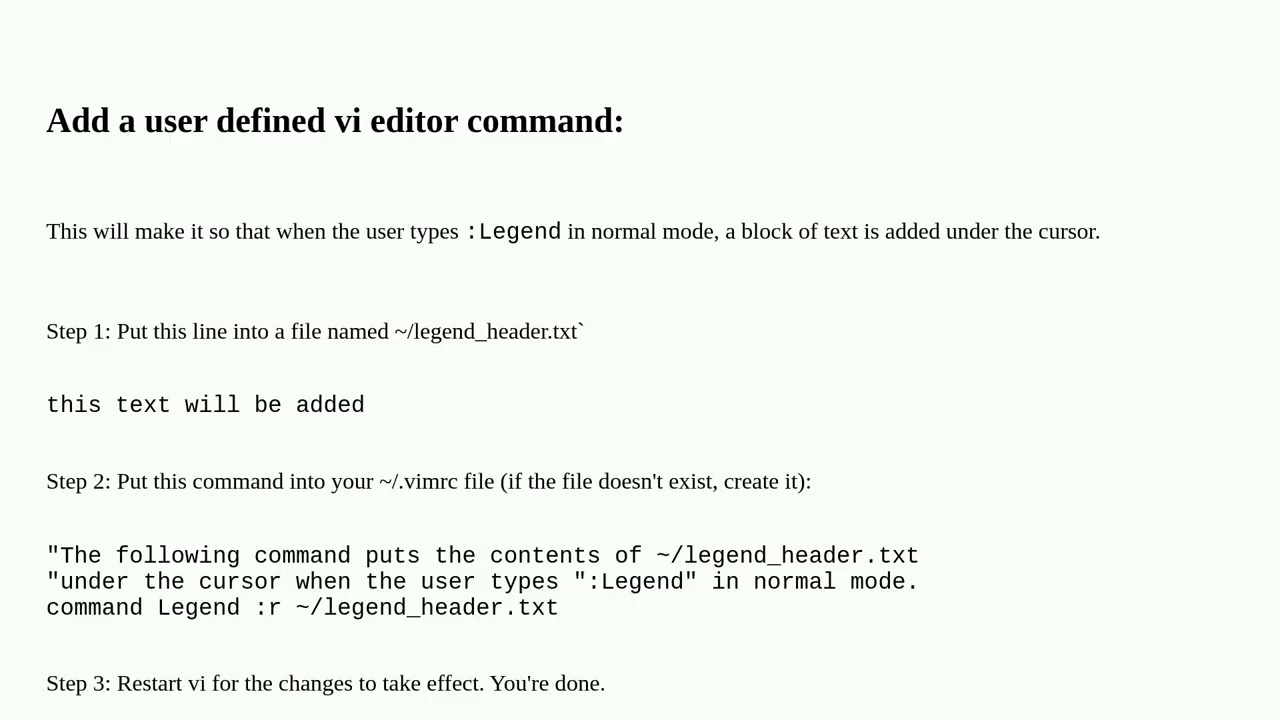 Add a user defined vi editor command:
This will make it so that when the user types :Legend in normal mode, a block of text is added under the cursor.
Step 1: Put this line into a file named ~/legend_header.txt`
this text will be added
Step 2: Put this command into your ~/.vimrc file (if the file doesn't exist, create it):
"The following command puts the contents of ~/legend_header.txt
"under the cursor when the user types ":Legend" in normal mode.
command Legend :r ~/legend_header.txt
Step 3: Restart vi for the changes to take effect. You're done.